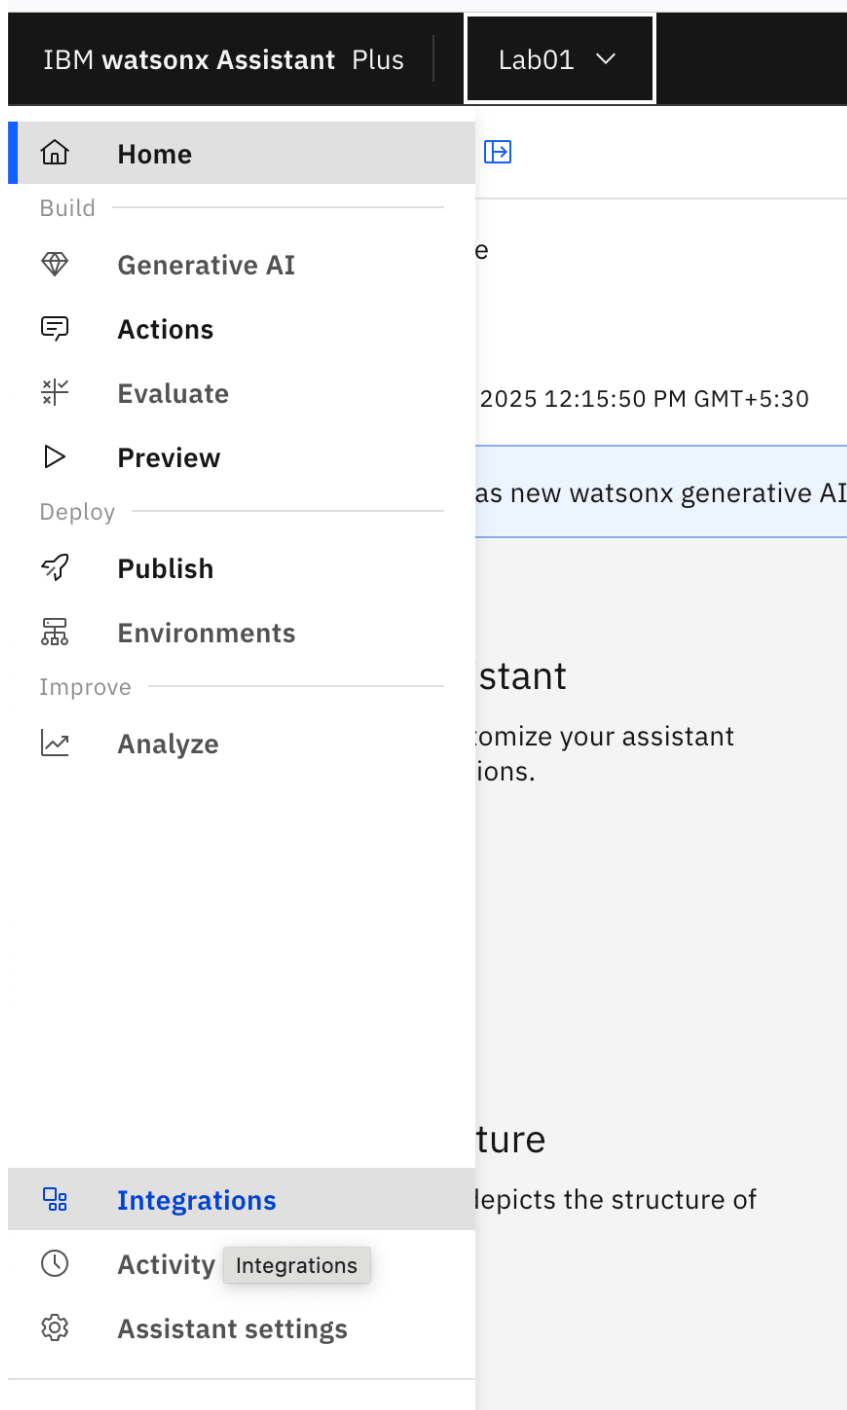 IBM watsonx Assistant Plus
Lab01
Home
Build
Generative AI
Actions
Evaluate
Preview
Deploy
Publish
Environments
Improve
Analyze
Integrations
Activity
Integrations
Assistant settings
e
2025 12:15:50 PM GMT+5:30
as new watsonx generative AI
stant
tomize your assistant
ions.
ture
depicts the structure of